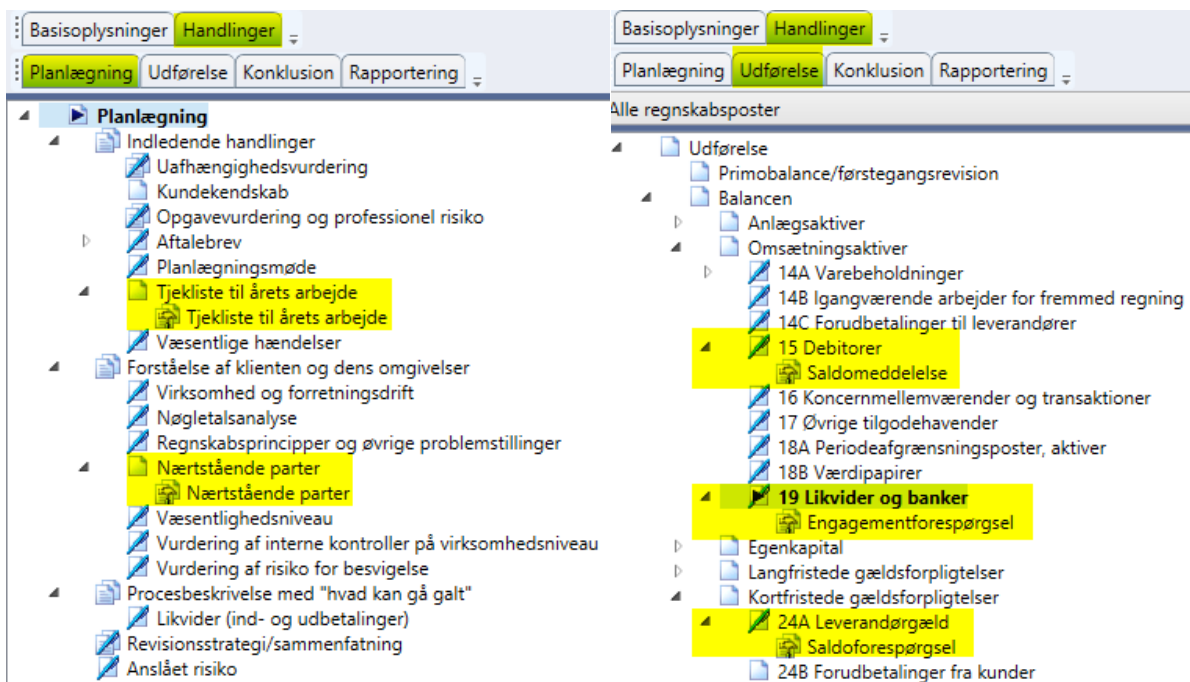 Basisoplysninger Handlinger
Planlægning Udførelse Konklusion Rapportering
Planlægning
Indledende handlinger
Uafhængighedsvurdering
Kundekendskab
Opgavevurdering og professionel risiko
Aftalebrev
Planlægningsmøde
Tjekliste til årets arbejde
Tjekliste til årets arbejde
Væsentlige hændelser
Forståelse af klienten og dens omgivelser
Virksomhed og forretningsdrift
Nøgletalsanalyse
Regnskabsprincipper og øvrige problemstillinger
Nærtstående parter
Nærtstående parter
Væsentlighedsniveau
Vurdering af interne kontroller på virksomhedsniveau
Vurdering af risiko for besvigelse
Procesbeskrivelse med "hvad kan gå galt"
Likvider (ind- og udbetalinger)
Revisionsstrategi/sammenfatning
Anslået risiko
Basisoplysninger Handlinger
Planlægning Udførelse Konklusion Rapportering
Alle regnskabsposter
Udførelse
Primobalance/førstegangsrevision
Balancen
Anlægsaktiver
Omsætningsaktiver
14A Varebeholdninger
14B Igangværende arbejder for fremmed regning
14C Forudbetalinger til leverandører
15 Debitorer
Saldomeddelelse
16 Koncernmellemværender og transaktioner
17 Øvrige tilgodehavender
18A Periodeafgrænsningsposter, aktiver
18B Værdipapirer
19 Likvider og banker
Engagementforespørgsel
Egenkapital
Langfristede gældsforpligtelser
Kortfristede gældsforpligtelser
24A Leverandørgæld
Saldoforespørgsel
24B Forudbetalinger fra kunder